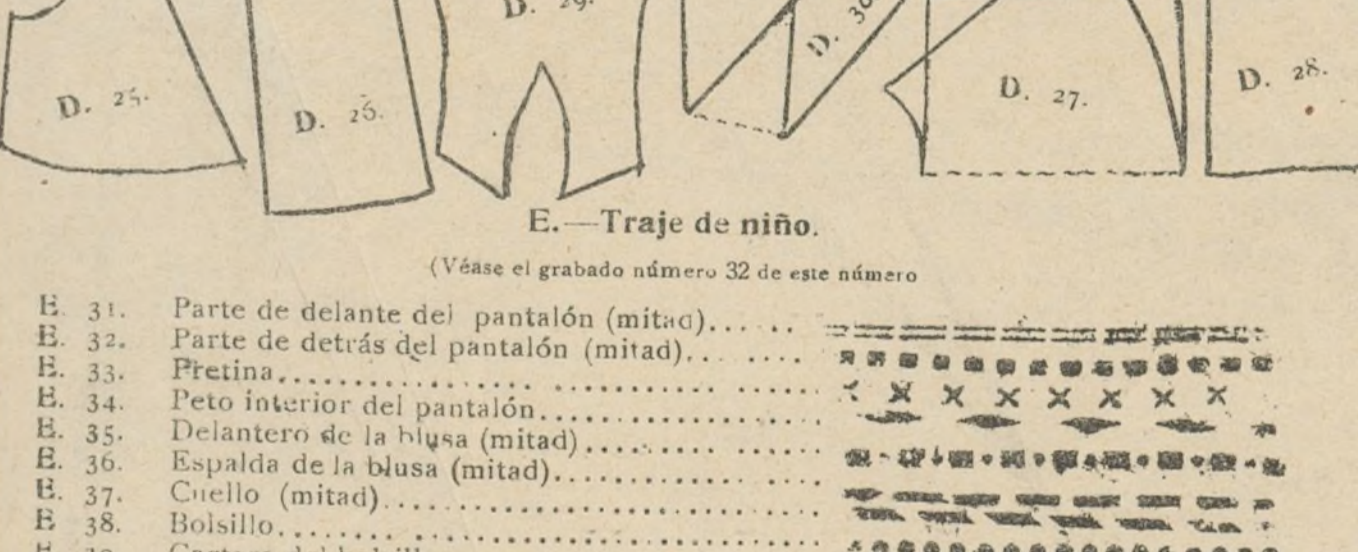 D. 29.
D. 30
D. 25.
D. 26.
D. 27.
D. 28.
E.—Traje de niño.
(Véase el grabado número 32 de este número
E. 31. Parte de delante del pantalón (mitad)
E. 32. Parte de detrás del pantalón (mitad)
E. 33. Pretina
E. 34. Peto interior del pantalón
E. 35. Delantero de la blusa (mitad)
E. 36. Espalda de la blusa (mitad)
E. 37. Cuello (mitad)
E 38. Bolsillo